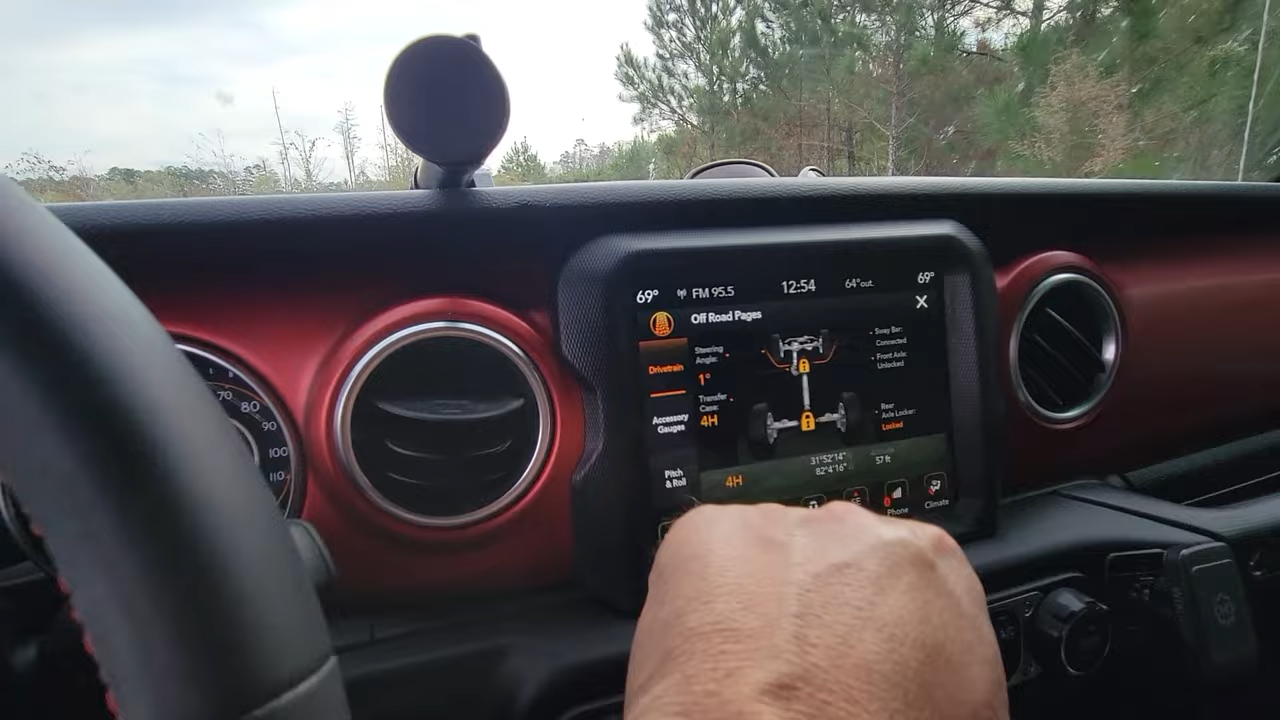 69°
FM 95.5
12:54
64°out.
69°
X
Off Road Pages
Drivetrain
Accessory
Gauges
Pitch
& Roll
Steering
Angle:
1°
Transfer
Case:
4H
Sway Bar:
Connected
Front Axle:
Unlocked
Rear
Axle Locker:
Locked
31°52'14"
82°4'16"
57 ft
4H
Phone
Climate
70
80
90
100
110